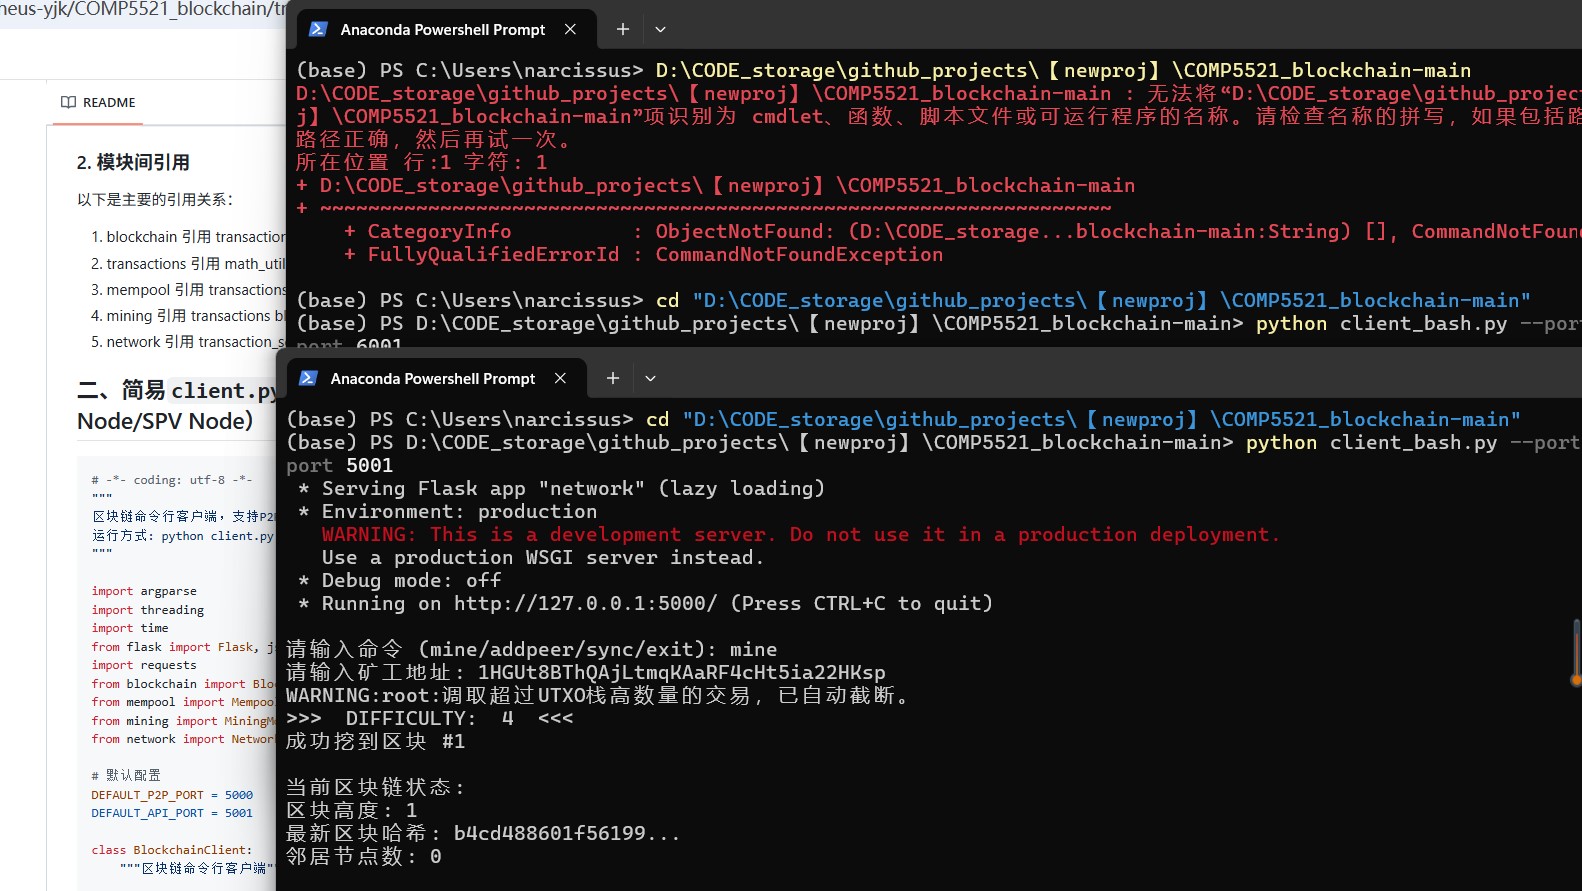 heus-yjk/COMP5521_blockchain/tr
README
2. 模块间引用
以下是主要的引用关系：
1. blockchain 引用 transaction
2. transactions 引用 math_util
3. mempool 引用 transactions
4. mining 引用 transactions bl
5. network 引用 transaction_s
二、简易 client.py
Node/SPV Node）
# -*- coding: utf-8 -*-
"""
区块链命令行客户端，支持P2P
运行方式: python client.py
"""
import argparse
import threading
import time
from flask import Flask, j
import requests
from blockchain import Bloc
from mempool import Mempool
from mining import MiningM
from network import Network
# 默认配置
DEFAULT_P2P_PORT = 5000
DEFAULT_API_PORT = 5001
class BlockchainClient:
"""区块链命令行客户端"
Anaconda Powershell Prompt
(base) PS C:\Users\narcissus> D:\CODE_storage\github_projects\【newproj】\COMP5521_blockchain-main
D:\CODE_storage\github_projects\【newproj】\COMP5521_blockchain-main : 无法将“D:\CODE_storage\github_project
j】\COMP5521_blockchain-main”项识别为 cmdlet、函数、脚本文件或可运行程序的名称。请检查名称的拼写，如果包括路
路径正确，然后再试一次。
所在位置 行:1 字符: 1
+ D:\CODE_storage\github_projects\【newproj】\COMP5521_blockchain-main
+ ~~~~~~~~~~~~~~~~~~~~~~~~~~~~~~~~~~~~~~~~~~~~~~~~~~~~~~~~~~~~~~~~~~
+ CategoryInfo : ObjectNotFound: (D:\CODE_storage...blockchain-main:String) [], CommandNotFoun
+ FullyQualifiedErrorId : CommandNotFoundException
(base) PS C:\Users\narcissus> cd "D:\CODE_storage\github_projects\【newproj】\COMP5521_blockchain-main"
(base) PS D:\CODE_storage\github_projects\【newproj】\COMP5521_blockchain-main> python client_bash.py --por
port 6001
Anaconda Powershell Prompt
(base) PS C:\Users\narcissus> cd "D:\CODE_storage\github_projects\【newproj】\COMP5521_blockchain-main"
(base) PS D:\CODE_storage\github_projects\【newproj】\COMP5521_blockchain-main> python client_bash.py --port
port 5001
* Serving Flask app "network" (lazy loading)
* Environment: production
WARNING: This is a development server. Do not use it in a production deployment.
Use a production WSGI server instead.
* Debug mode: off
* Running on http://127.0.0.1:5000/ (Press CTRL+C to quit)
请输入命令 (mine/addpeer/sync/exit): mine
请输入矿工地址: 1HGUt8BThQAjLtmqKAaRF4cHt5ia22HKsp
WARNING:root:调取超过UTXO栈高数量的交易，已自动截断。
>>> DIFFICULTY: 4 <<<
成功挖到区块 #1
当前区块链状态:
区块高度: 1
最新区块哈希: b4cd488601f56199...
邻居节点数: 0